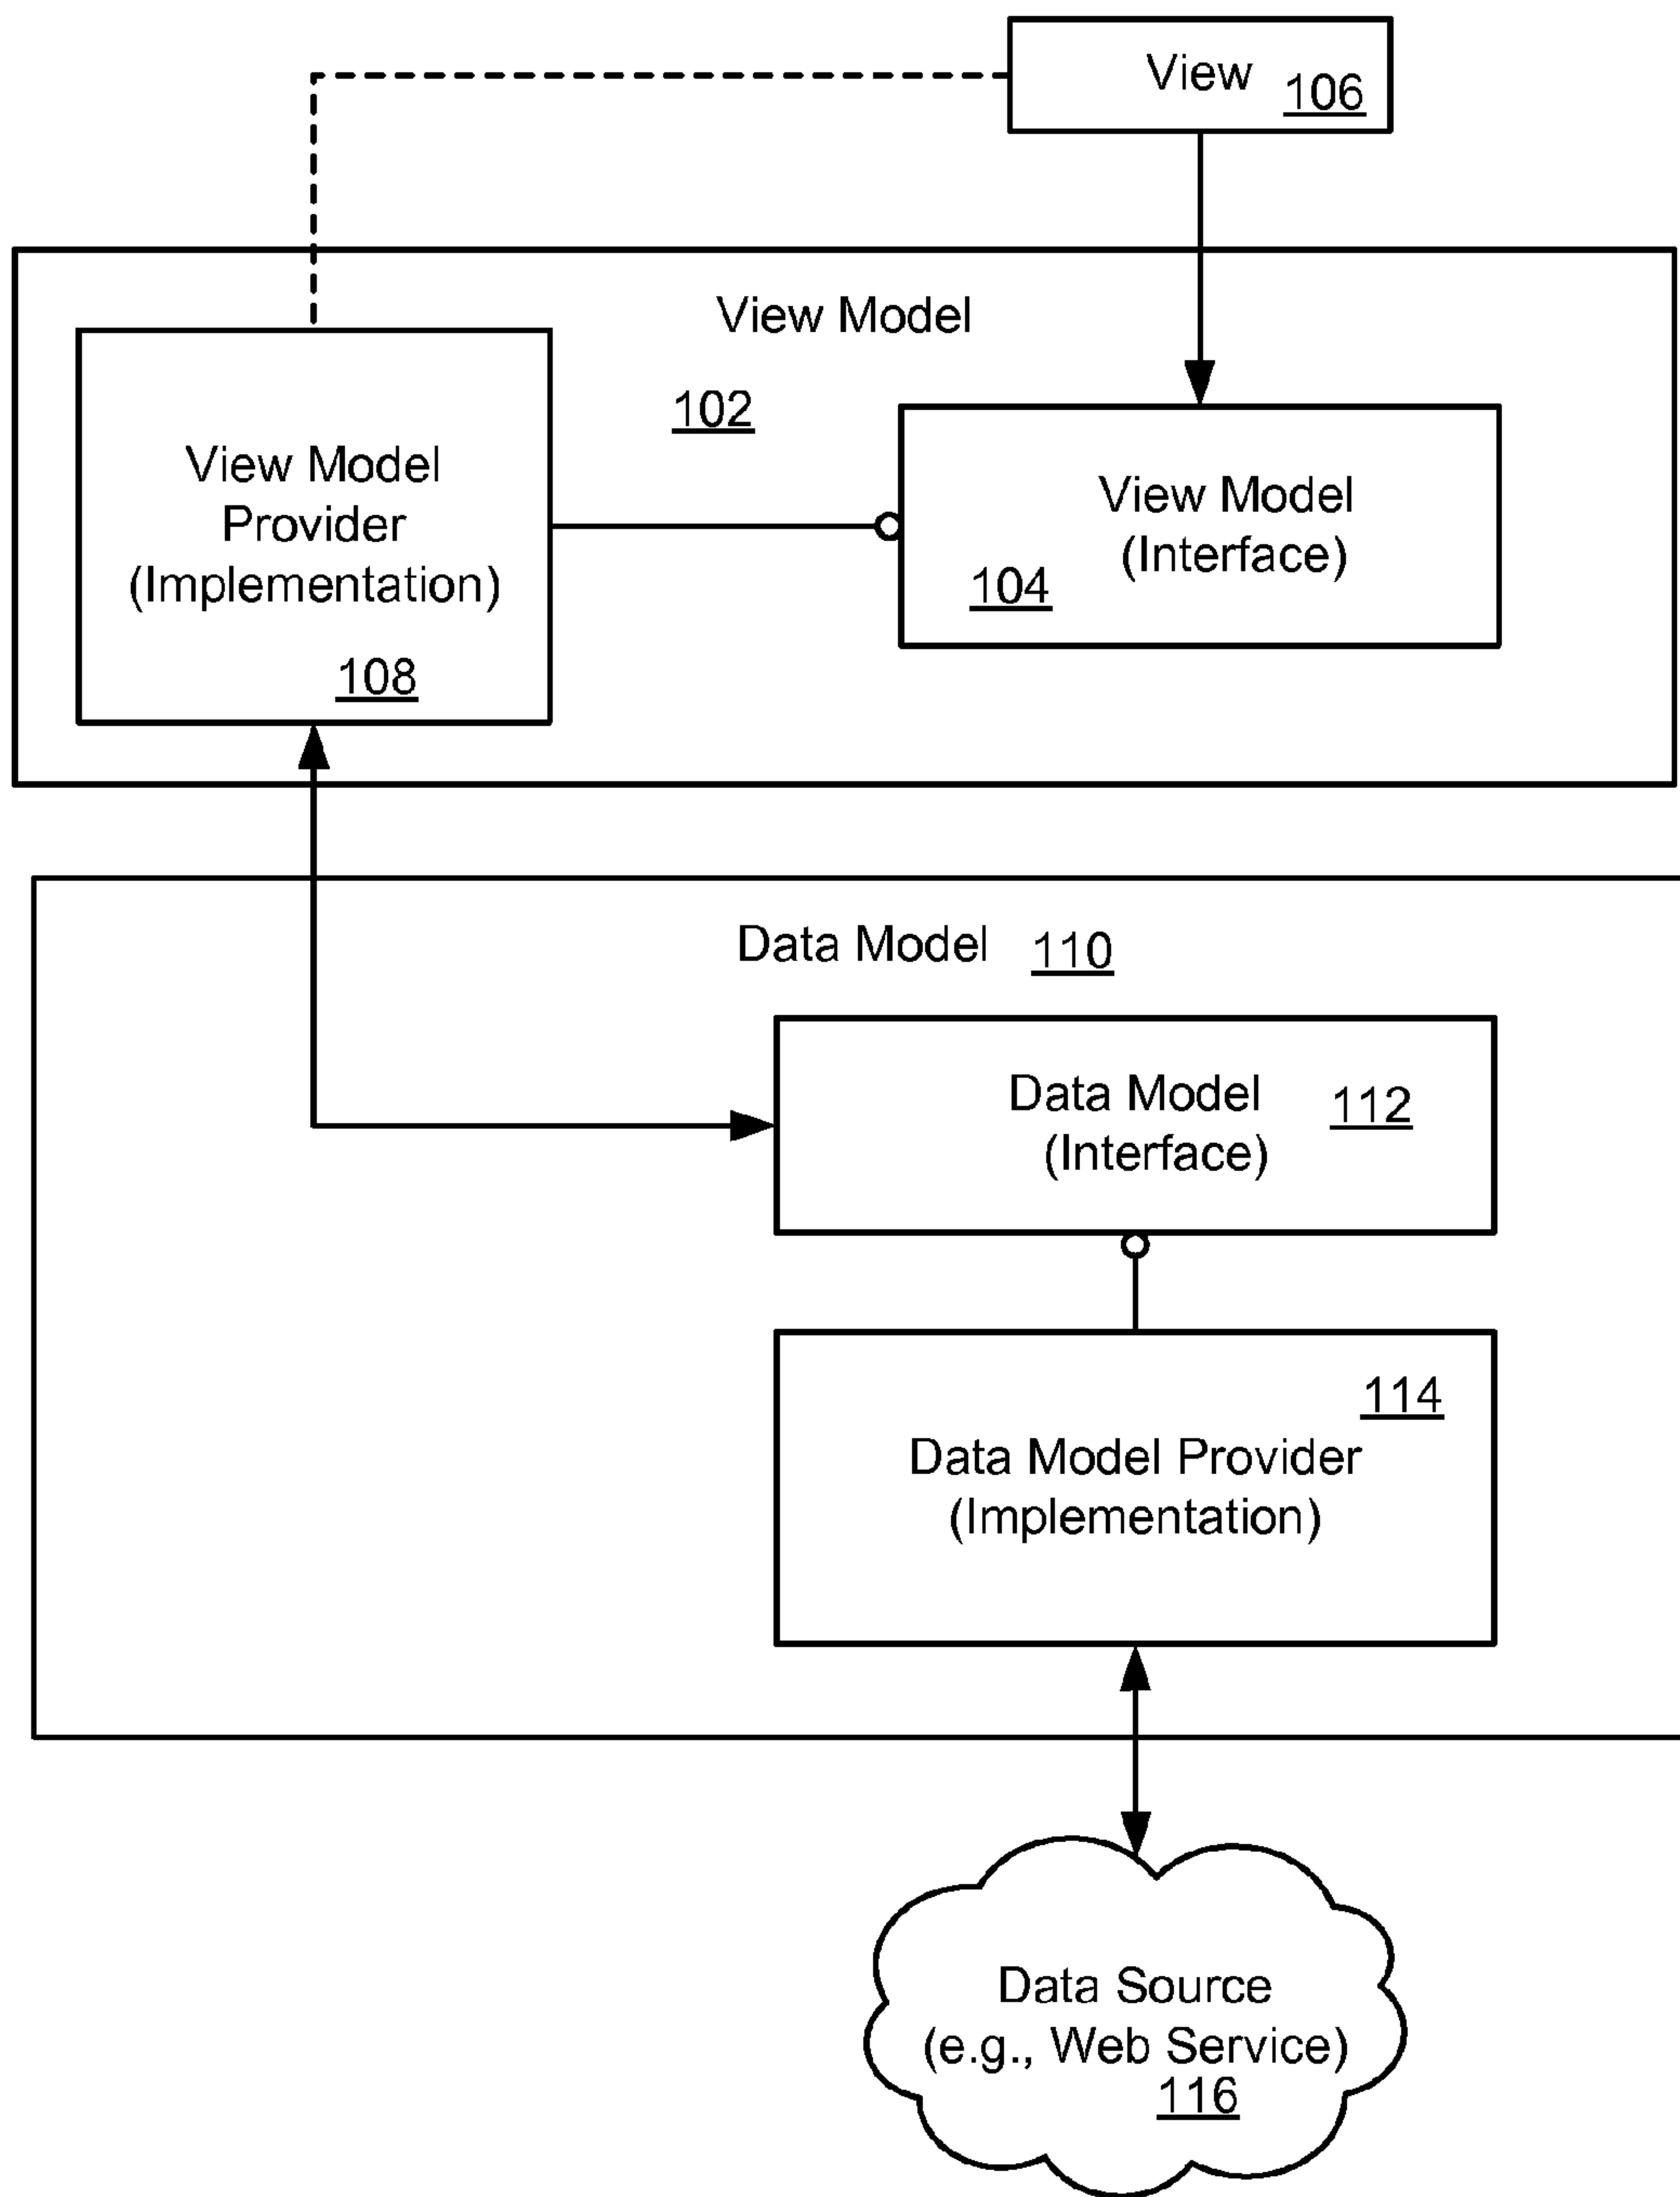 View
106
View Model
102
View Model
Provider
(Implementation)
108
View Model
(Interface)
104
Data Model 110
Data Model
(Interface)
112
114
Data Model Provider
(Implementation)
Data Source
(e.g., Web Service)
116